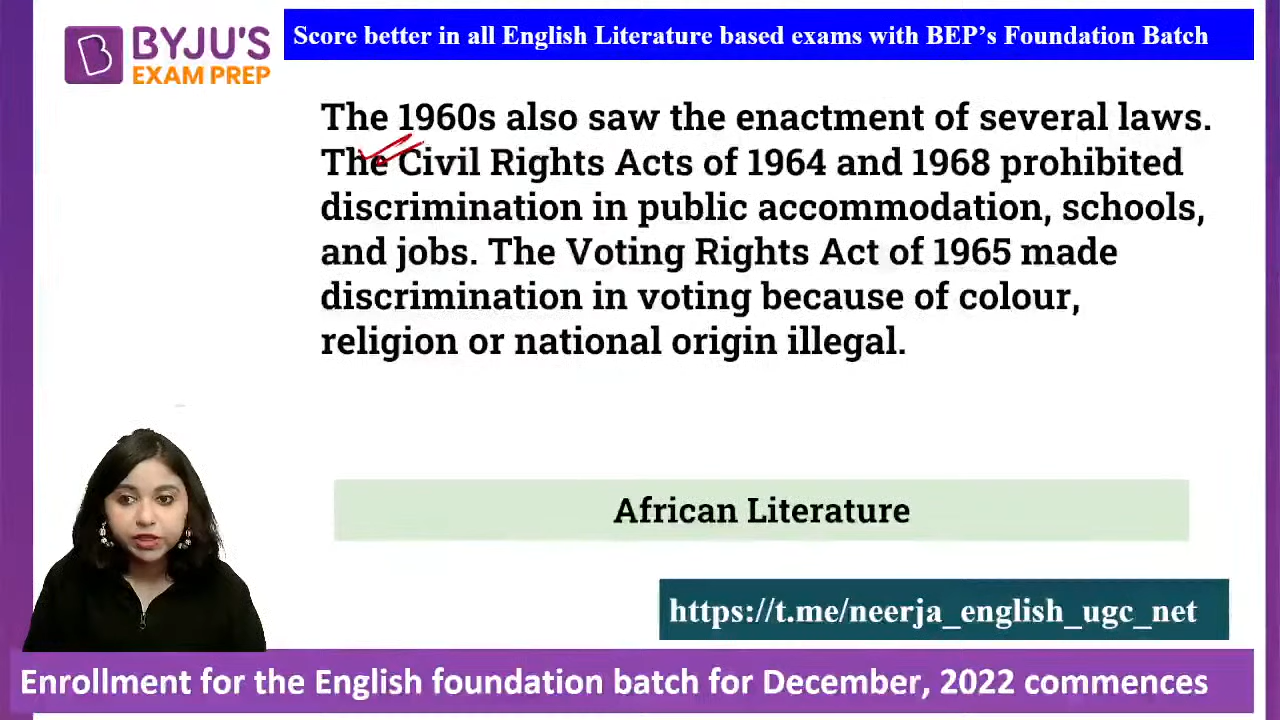 BYJU'S
EXAM PREP
Score better in all English Literature based exams with BEP's Foundation Batch
The 1960s also saw the enactment of several laws.
The Civil Rights Acts of 1964 and 1968 prohibited
discrimination in public accommodation, schools,
and jobs. The Voting Rights Act of 1965 made
discrimination in voting because of colour,
religion or national origin illegal.
African Literature
https://t.me/neerja_english_ugc_net
Enrollment for the English foundation batch for December, 2022 commences